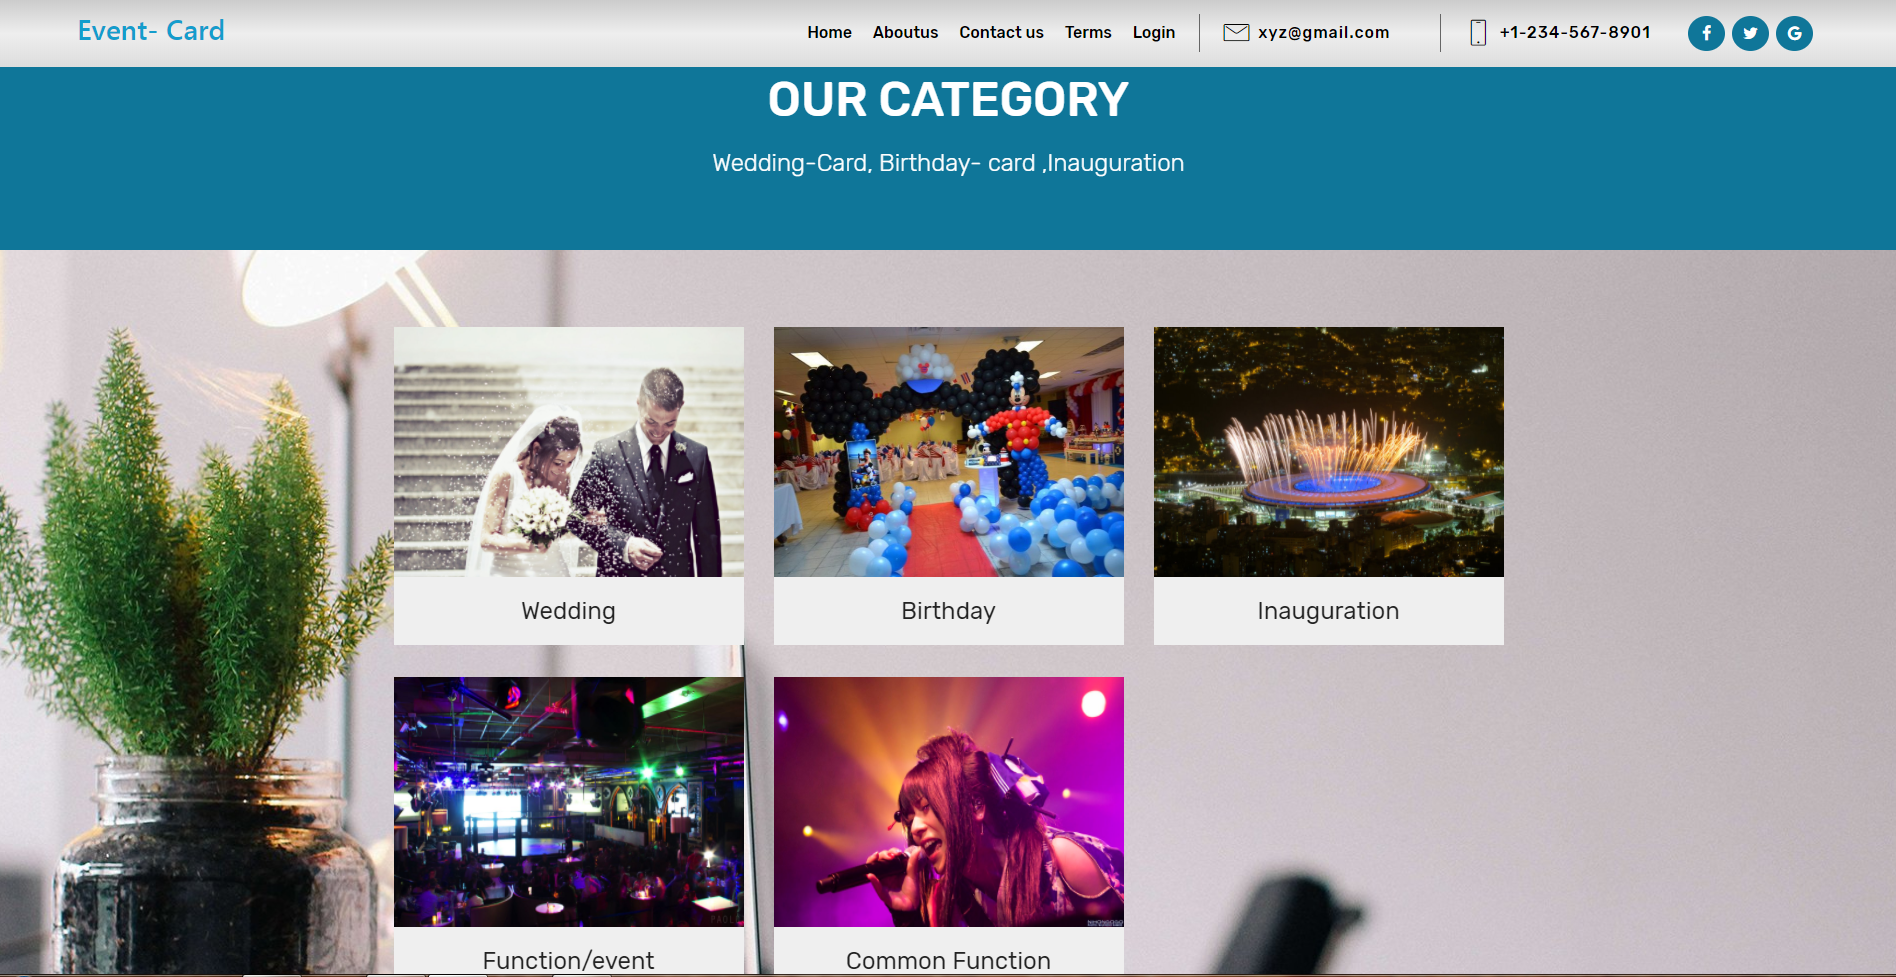 Event- Card
Home Aboutus Contact us Terms Login xyz@gmail.com +1-234-567-8901
OUR CATEGORY
Wedding-Card, Birthday- card ,Inauguration
Wedding
Birthday
Inauguration
Function/event
Common Function